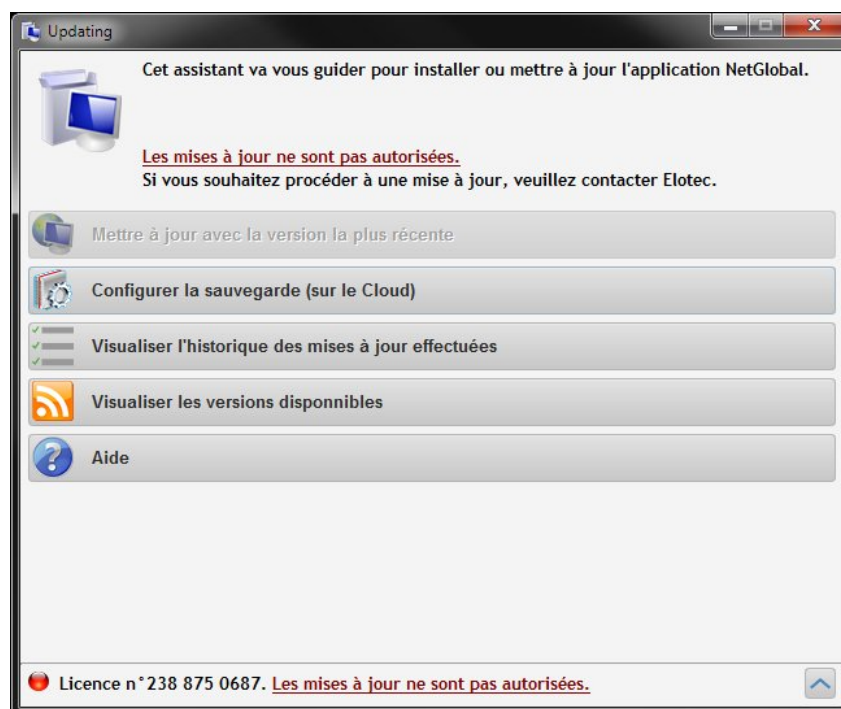 Updating
Cet assistant va vous guider pour installer ou mettre à jour l'application NetGlobal.
Les mises à jour ne sont pas autorisées.
Si vous souhaitez procéder à une mise à jour, veuillez contacter Elotec.
Mettre à jour avec la version la plus récente
Configurer la sauvegarde (sur le Cloud)
Visualiser l'historique des mises à jour effectuées
Visualiser les versions disponnibles
Aide
Licence n°238 875 0687. Les mises à jour ne sont pas autorisées.